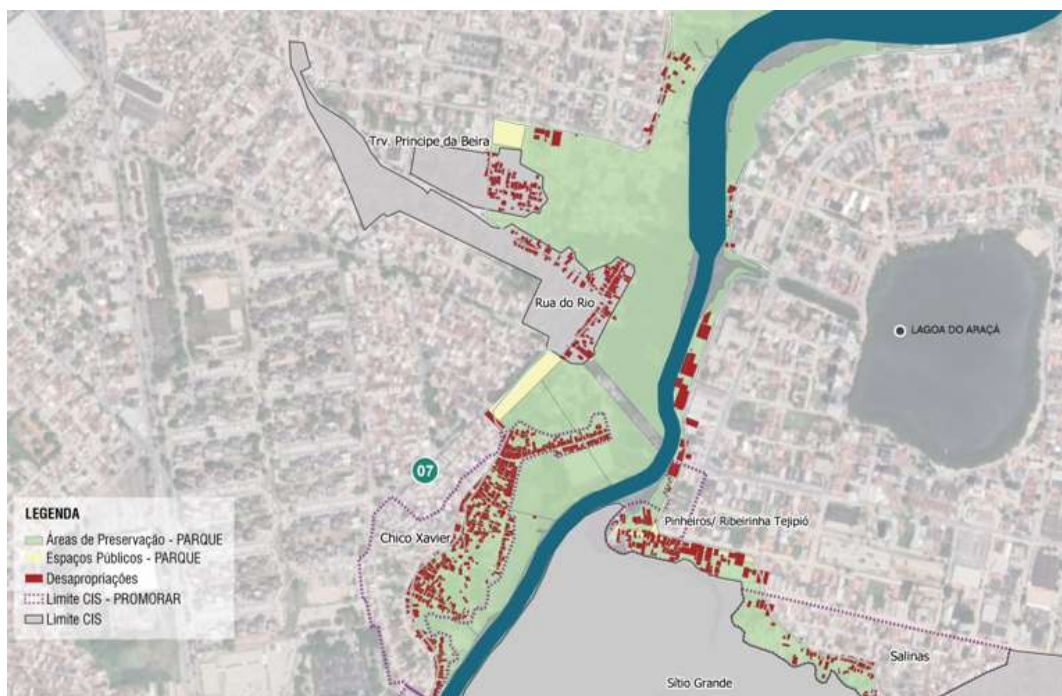 Trv. Principe da Beira
Rua do Rio
LAGOA DO ARAÇÁ
07
LEGENDA
Áreas de Preservação - PARQUE
Espaços Públicos - PARQUE
Desapropriações
Limite CIS - PROMORAR
Limite CIS
Chico Xavier
Pinheiros/ Ribeirinha Tejipió
Salinas
Sítio Grande